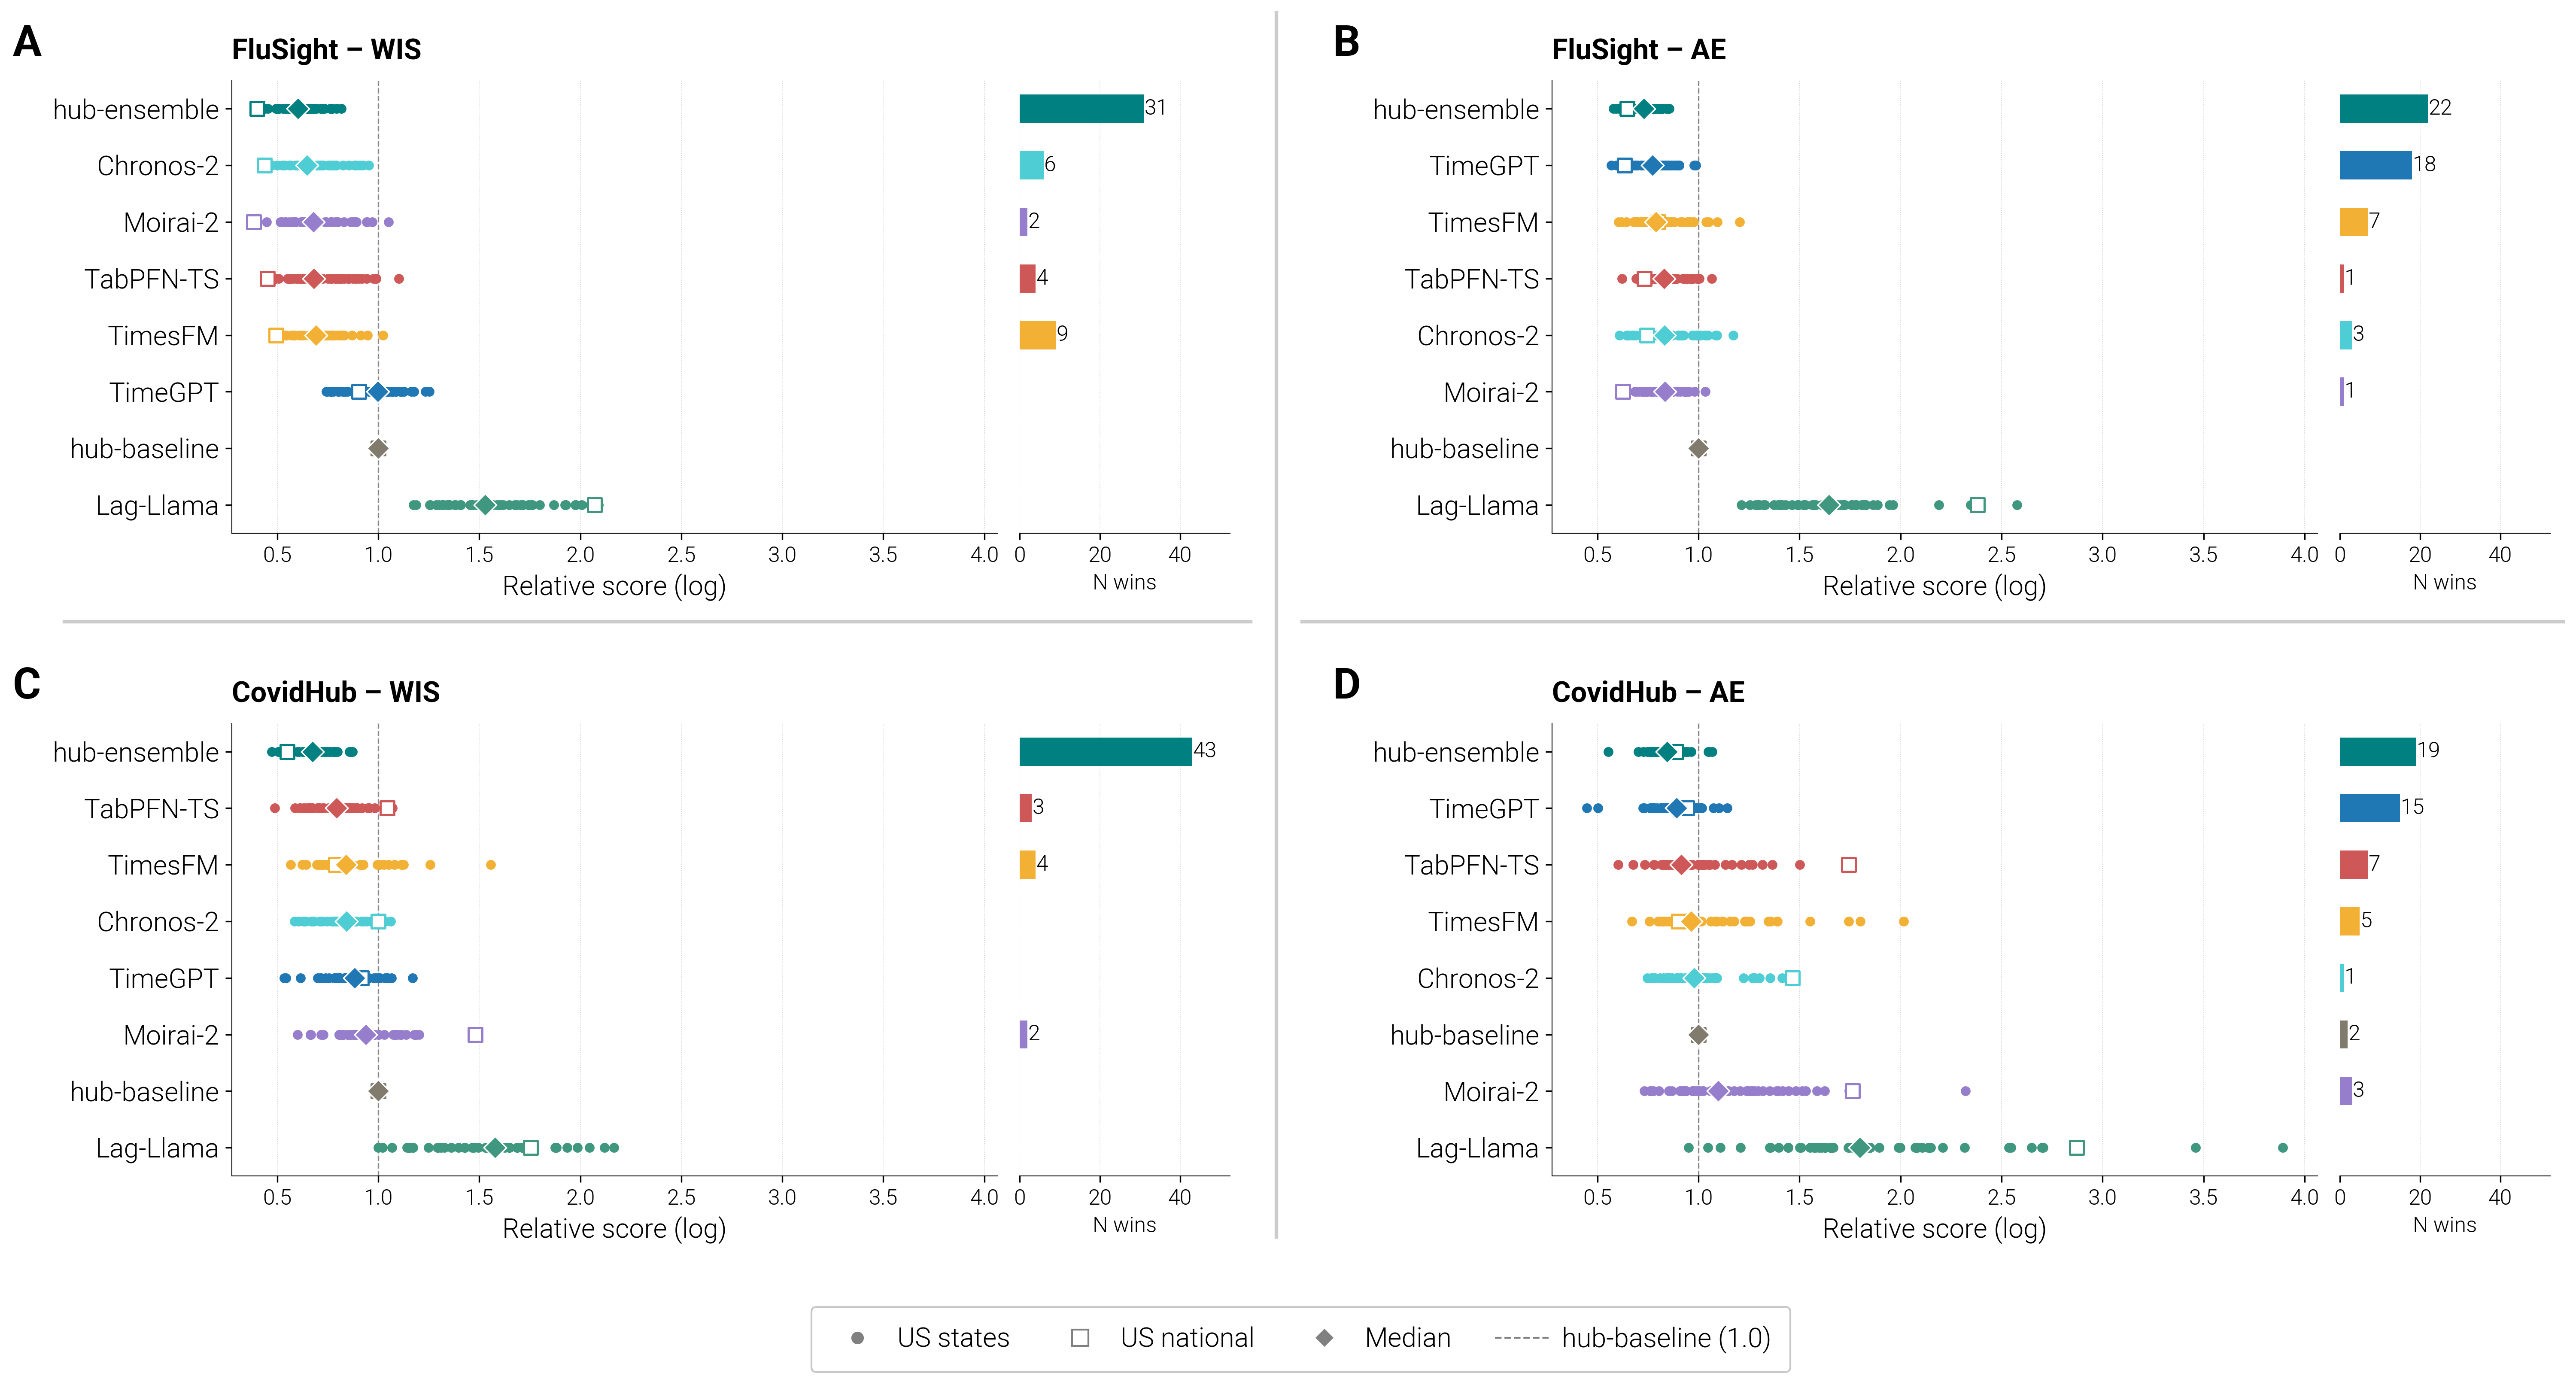 A
FluSight – WIS
hub-ensemble
Chronos-2
Moirai-2
TabPFN-TS
TimesFM
TimeGPT
hub-baseline
Lag-Llama
0.5 1.0 1.5 2.0 2.5 3.0 3.5 4.0
Relative score (log)
31
6
2
4
9
0 20 40
N wins
B
FluSight – AE
hub-ensemble
TimeGPT
TimesFM
TabPFN-TS
Chronos-2
Moirai-2
hub-baseline
Lag-Llama
0.5 1.0 1.5 2.0 2.5 3.0 3.5 4.0
Relative score (log)
22
18
7
1
3
1
0 20 40
N wins
C
CovidHub – WIS
hub-ensemble
TabPFN-TS
TimesFM
Chronos-2
TimeGPT
Moirai-2
hub-baseline
Lag-Llama
0.5 1.0 1.5 2.0 2.5 3.0 3.5 4.0
Relative score (log)
43
3
4
2
0 20 40
N wins
D
CovidHub – AE
hub-ensemble
TimeGPT
TabPFN-TS
TimesFM
Chronos-2
hub-baseline
Moirai-2
Lag-Llama
0.5 1.0 1.5 2.0 2.5 3.0 3.5 4.0
Relative score (log)
19
15
7
5
1
2
3
0 20 40
N wins
US states US national Median hub-baseline (1.0)